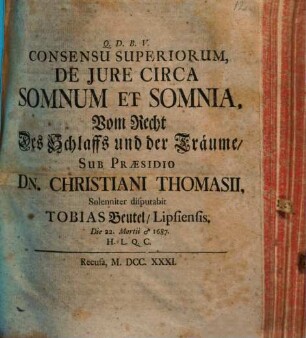 Q. D. B. V.
CONSENSU SUPERIORUM,
DE JURE CIRCA
SOMNUM ET SOMNIA,
Vom Recht
Des Schlaffs und der Träume/
SUB PRÆSIDIO
DN. CHRISTIANI THOMASII,
Solenniter disputabit
TOBIAS Beutel/ Lipsiensis,
Die 22. Martii ♂ 1687.
H. L. Q. C.
Recusa, M. DCC. XXXI.